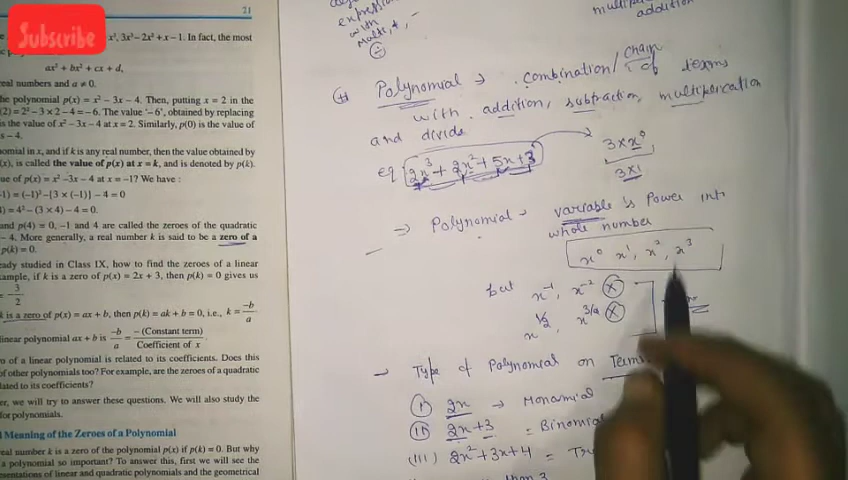 21
Subscribe
x², 3x³ – 2x² + x – 1. In fact, the most
ax³ + bx² + cx + d,
real numbers and a ≠ 0.
he polynomial p(x) = x² – 3x – 4. Then, putting x = 2 in the
(2) = 2² – 3 × 2 – 4 = – 6. The value ‘– 6’, obtained by replacing
is the value of x² – 3x – 4 at x = 2. Similarly, p(0) is the value of
s – 4.
nomial in x, and if k is any real number, then the value obtained by
(x), is called the value of p(x) at x = k, and is denoted by p(k).
ue of p(x) = x² –3x – 4 at x = –1? We have :
–1) = (–1)² –{3 × (–1)} – 4 = 0
4) = 4² – (3 × 4) – 4 = 0.
and p(4) = 0, –1 and 4 are called the zeroes of the quadratic
– 4. More generally, a real number k is said to be a zero of a
p(k) = 0.
eady studied in Class IX, how to find the zeroes of a linear
ample, if k is a zero of p(x) = 2x + 3, then p(k) = 0 gives us
– 3/2
k is a zero of p(x) = ax + b, then p(k) = ak + b = 0, i.e., k = –b/a
linear polynomial ax + b is –b/a = –(Constant term)/Coefficient of x
o of a linear polynomial is related to its coefficients. Does this
of other polynomials too? For example, are the zeroes of a quadratic
lated to its coefficients?
er, we will try to answer these questions. We will also study the
for polynomials.
l Meaning of the Zeroes of a Polynomial
real number k is a zero of the polynomial p(x) if p(k) = 0. But why
a polynomial so important? To answer this, first we will see the
esentations of linear and quadratic polynomials and the geometrical
expression
with
addition
Polynomial → combination/chain of terms
with addition, subtraction, multiplication
and divide
eg 2x³ + 2x² + 5x + 3
3 × x⁰
3×1
→ Polynomial → variable's Power into
whole number
x⁰ x¹, x², x³
but x⁻¹, x⁻² ⊗
x^1/2, ⊗
→ Type of Polynomial on
(I) 2x → Monomial
(II) 2x+3 = Binomial
(III) 2x²+3x+4 =